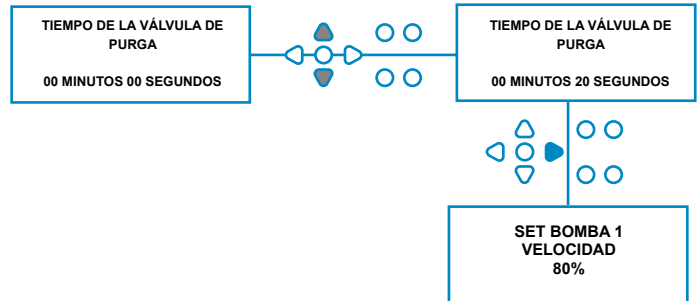 TIEMPO DE LA VÁLVULA DE
PURGA
00 MINUTOS 00 SEGUNDOS
TIEMPO DE LA VÁLVULA DE
PURGA
00 MINUTOS 20 SEGUNDOS
SET BOMBA 1
VELOCIDAD
80%